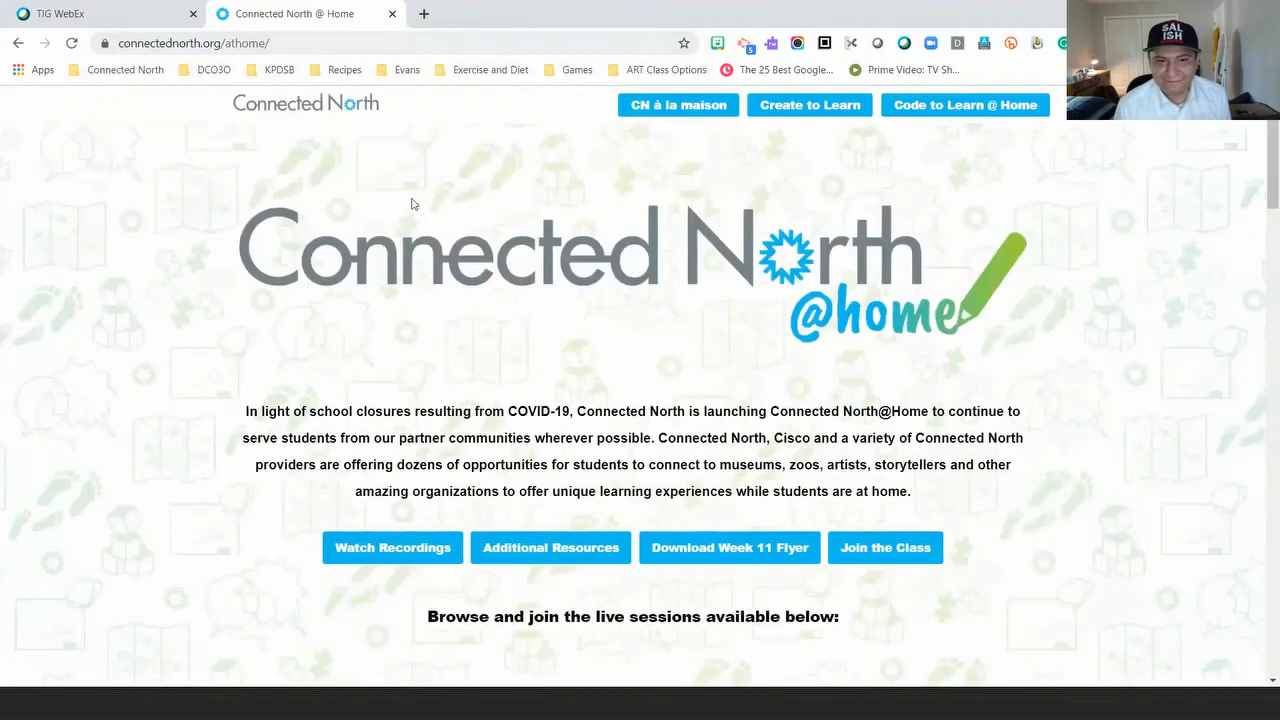 TIG WebEx
Connected North @ Home
connectednorth.org/athome/
5
Apps
Connected North
DCO3O
KPDSB
Recipes
Evans
Exercise and Diet
Games
ART Class Options
The 25 Best Google...
Prime Video: TV Sh...
SAL
ISH
Connected North
CN à la maison
Create to Learn
Code to Learn @ Home
Connected North
@home
In light of school closures resulting from COVID-19, Connected North is launching Connected North@Home to continue to
serve students from our partner communities wherever possible. Connected North, Cisco and a variety of Connected North
providers are offering dozens of opportunities for students to connect to museums, zoos, artists, storytellers and other
amazing organizations to offer unique learning experiences while students are at home.
Watch Recordings
Additional Resources
Download Week 11 Flyer
Join the Class
Browse and join the live sessions available below: